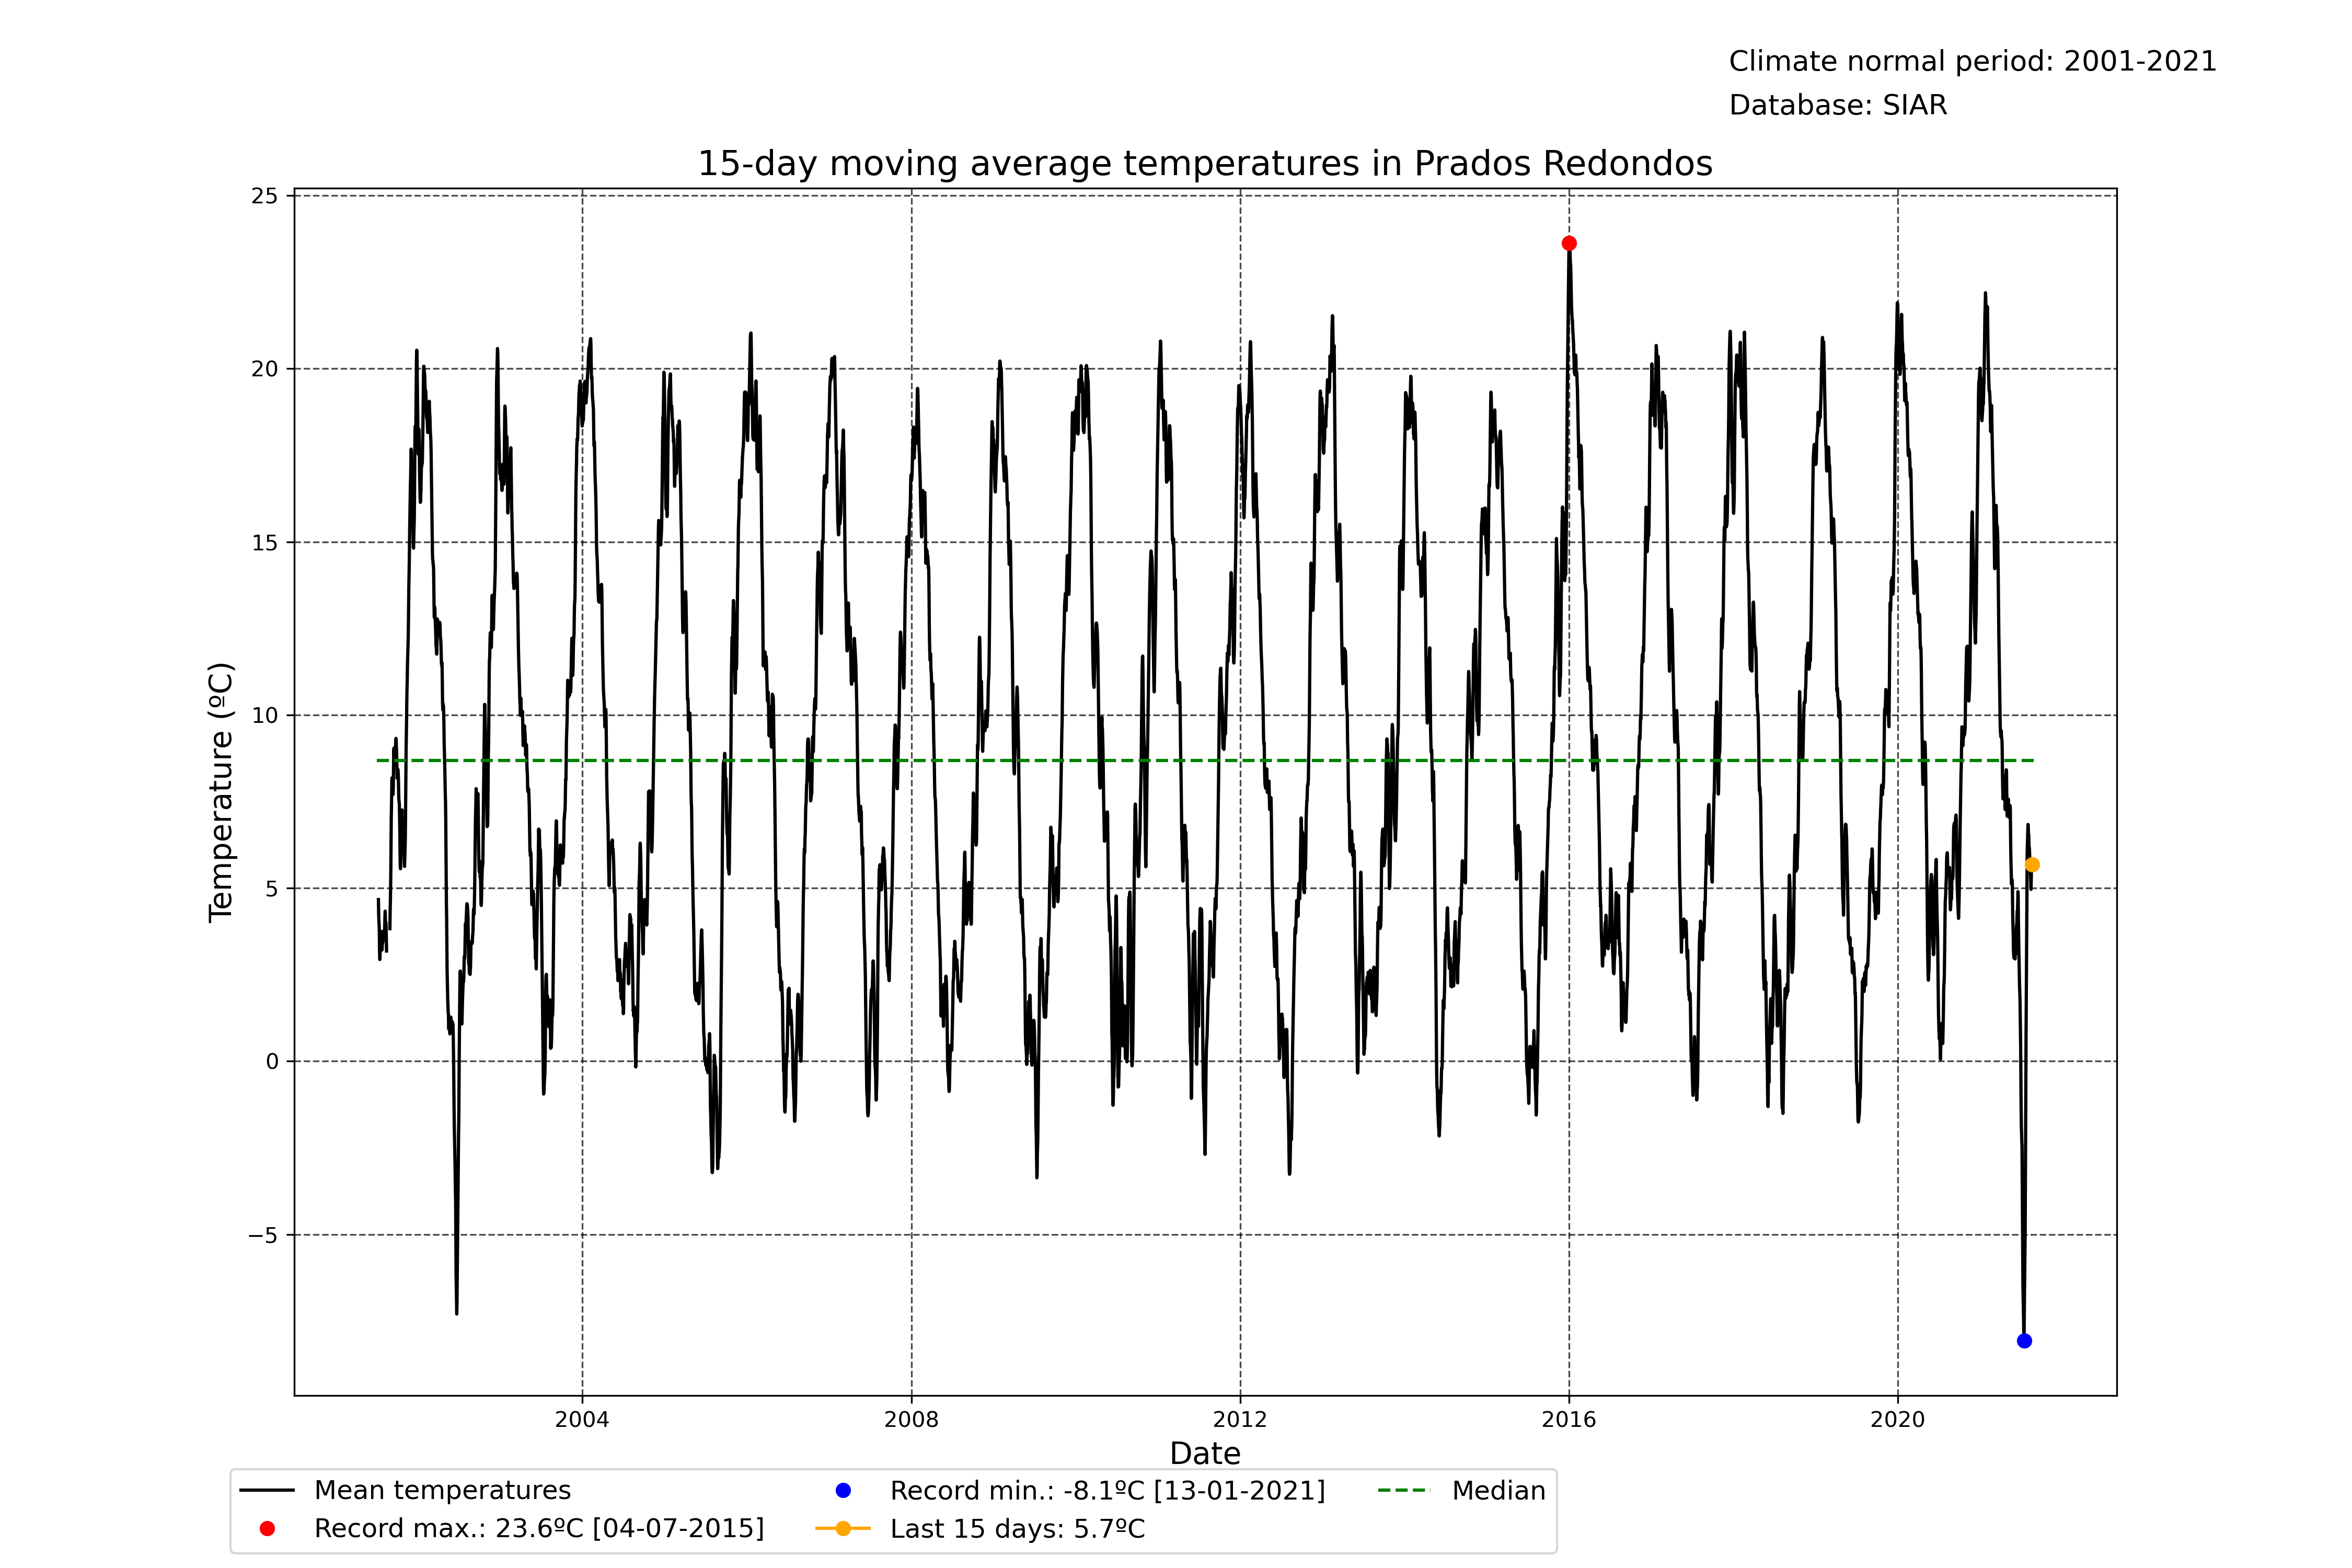 Climate normal period: 2001-2021
Database: SIAR
15-day moving average temperatures in Prados Redondos
25
20
15
10
5
0
−5
Temperature (ºC)
2004 2008 2012 2016 2020
Date
Mean temperatures
Record max.: 23.6ºC [04-07-2015]
Record min.: -8.1ºC [13-01-2021]
Last 15 days: 5.7ºC
Median